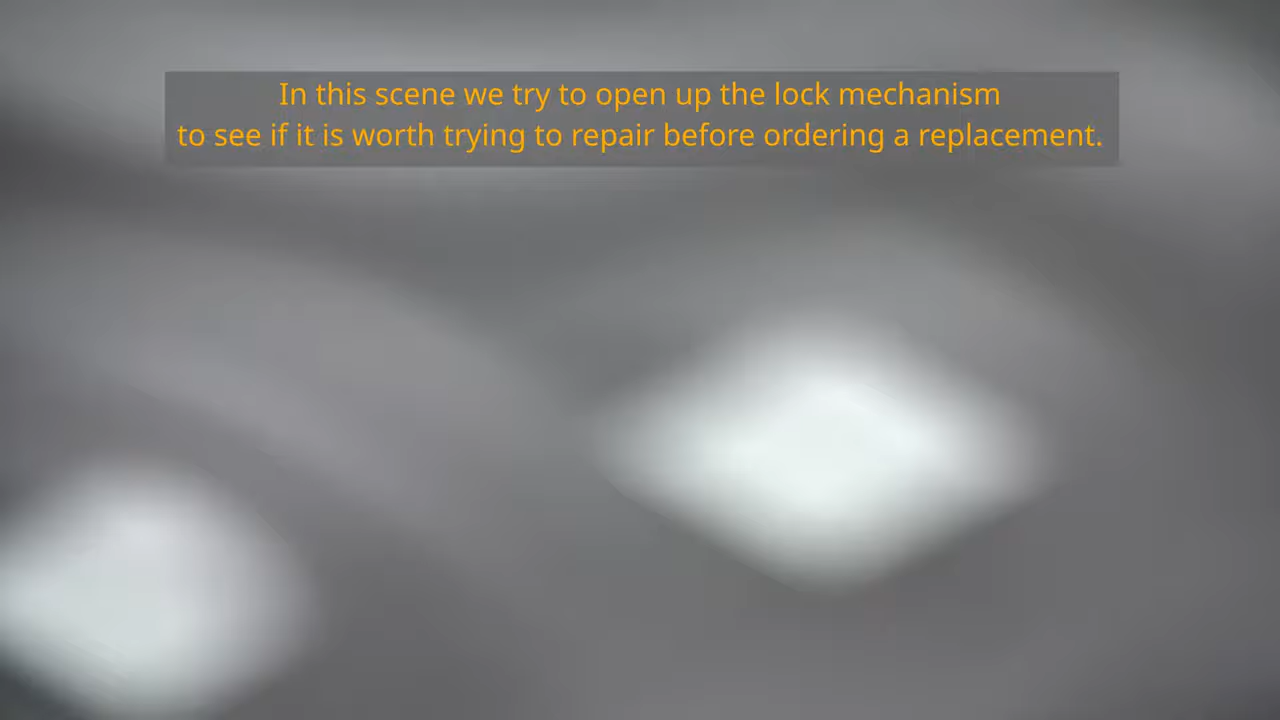 In this scene we try to open up the lock mechanism
to see if it is worth trying to repair before ordering a replacement.